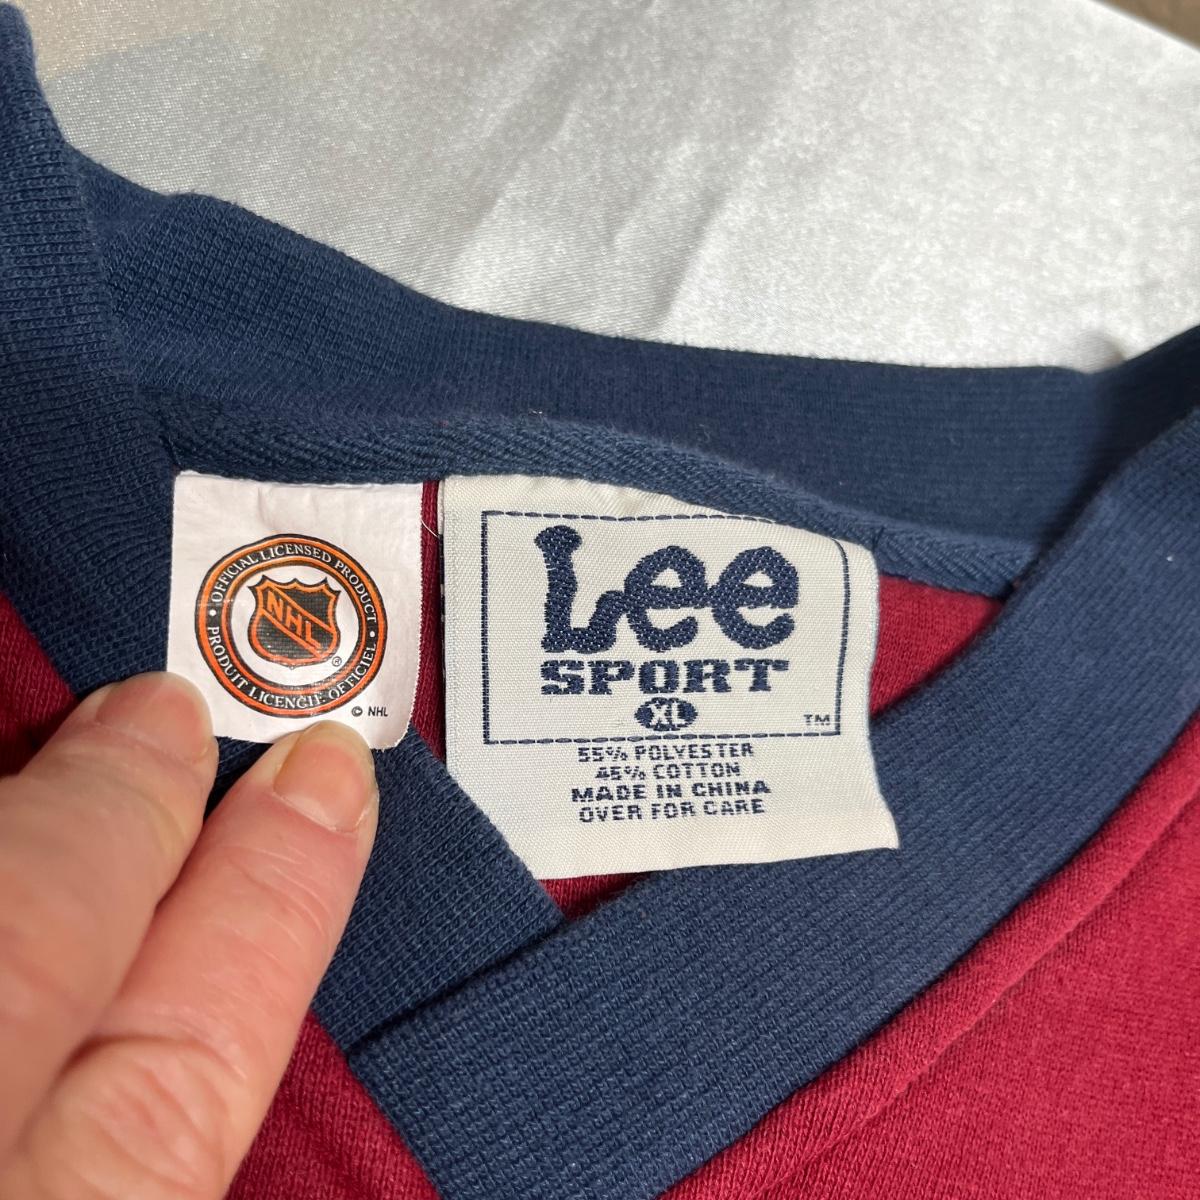 OFFICIAL LICENSED PRODUCT
NHL
®
• PRODUIT LICENCIE OFFICIEL •
© NHL
Lee
SPORT
XL
TM
55% POLYESTER
45% COTTON
MADE IN CHINA
OVER FOR CARE